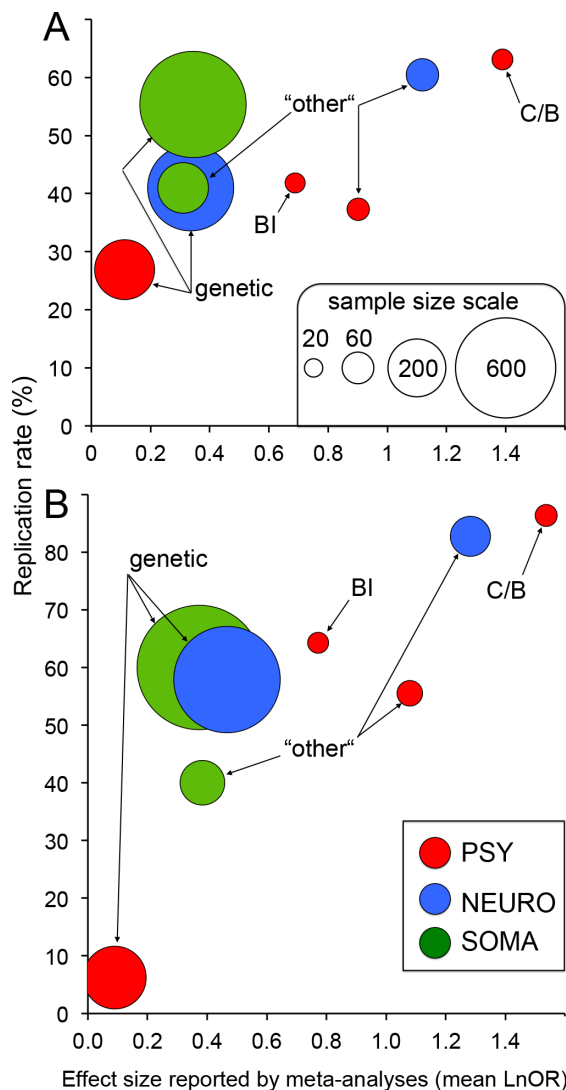 A
60
50
40
30
20
10
0
“other“
C/B
BI
genetic
sample size scale
20 60
200 600
0 0.2 0.4 0.6 0.8 1 1.2 1.4
Replication rate (%)
B
80
70
60
50
40
30
20
10
0
genetic
BI
C/B
“other“
PSY
NEURO
SOMA
0.0 0.2 0.4 0.6 0.8 1.0 1.2 1.4
Effect size reported by meta-analyses (mean LnOR)